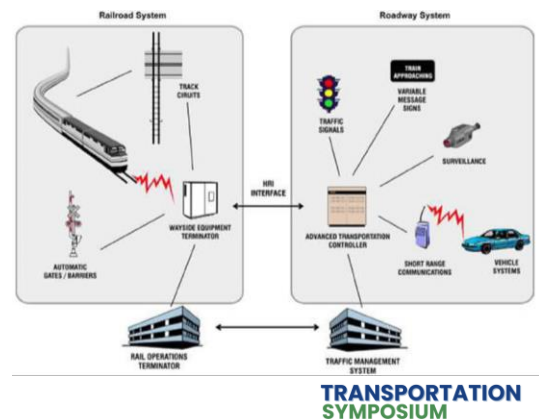 Railroad System
Roadway System
TRACK
CIRUITS
TRAIN
APPROACHING
VARIABLE
MESSAGE
SIGNS
TRAFFIC
SIGNALS
SURVEILLANCE
HRI
INTERFACE
WAYSIDE EQUIPMENT
TERMINATOR
ADVANCED TRANSPORTATION
CONTROLLER
AUTOMATIC
GATES / BARRIERS
SHORT RANGE
COMMUNICATIONS
VEHICLE
SYSTEMS
RAIL OPERATIONS
TERMINATOR
TRAFFIC MANAGEMENT
SYSTEM
TRANSPORTATION
SYMPOSIUM